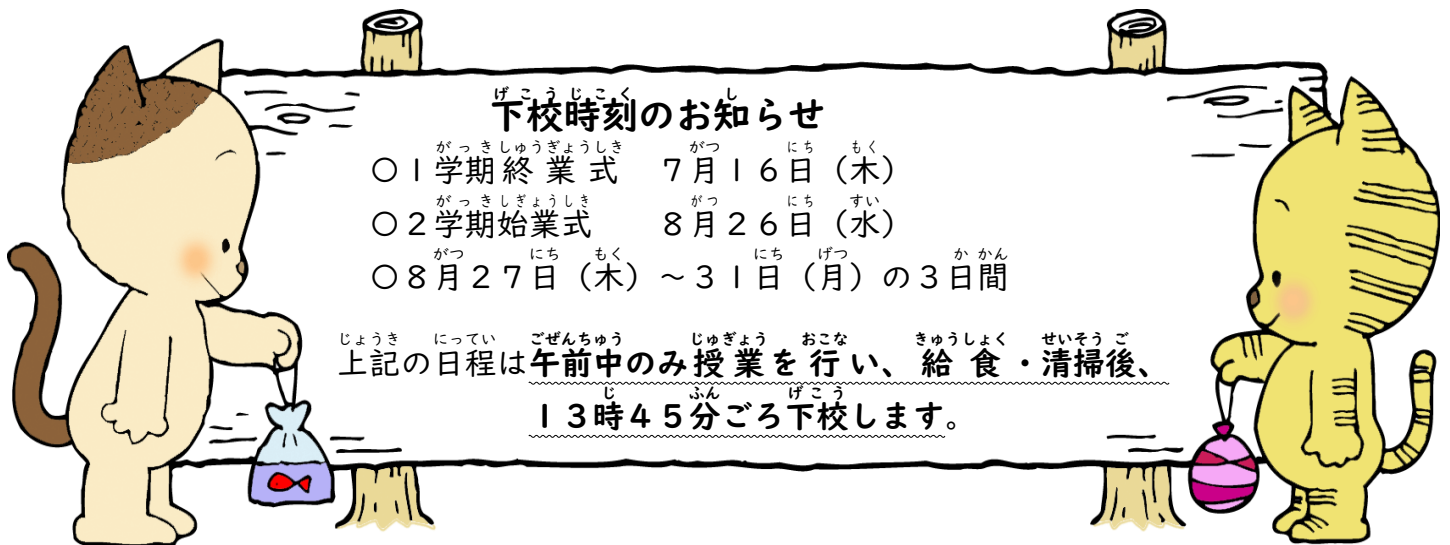 下校時刻のお知らせ
〇１学期終業式　７月１６日（木）
〇２学期始業式　８月２６日（水）
〇８月２７日（木）～３１日（月）の３日間
上記の日程は午前中のみ授業を行い、給食・清掃後、
１３時４５分ごろ下校します。